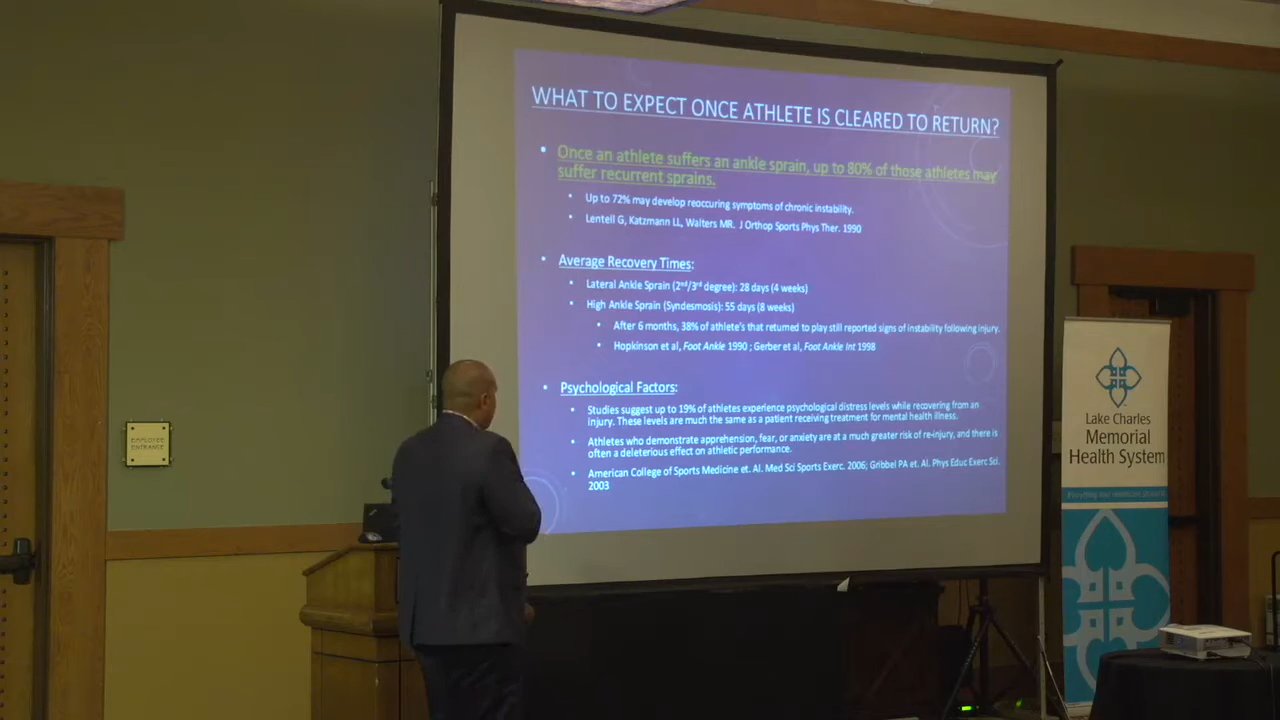 WHAT TO EXPECT ONCE ATHLETE IS CLEARED TO RETURN?
• Once an athlete suffers an ankle sprain, up to 80% of those athletes may
suffer recurrent sprains.
• Up to 72% may develop reoccuring symptoms of chronic instability.
• Lentell G, Katzmann LL, Walters MR. J Orthop Sports Phys Ther. 1990
• Average Recovery Times:
• Lateral Ankle Sprain (2nd/3rd degree): 28 days (4 weeks)
• High Ankle Sprain (Syndesmosis): 55 days (8 weeks)
• After 6 months, 38% of athlete's that returned to play still reported signs of instability following injury.
• Hopkinson et al, Foot Ankle 1990 ; Gerber et al, Foot Ankle Int 1998
• Psychological Factors:
• Studies suggest up to 19% of athletes experience psychological distress levels while recovering from an
injury. These levels are much the same as a patient receiving treatment for mental health illness.
• Athletes who demonstrate apprehension, fear, or anxiety are at a much greater risk of re-injury, and there is
often a deleterious effect on athletic performance.
• American College of Sports Medicine et. Al. Med Sci Sports Exerc. 2006; Gribbel PA et. Al. Phys Educ Exerc Sci.
2003
EMPLOYEE
ENTRANCE
Lake Charles
Memorial
Health System